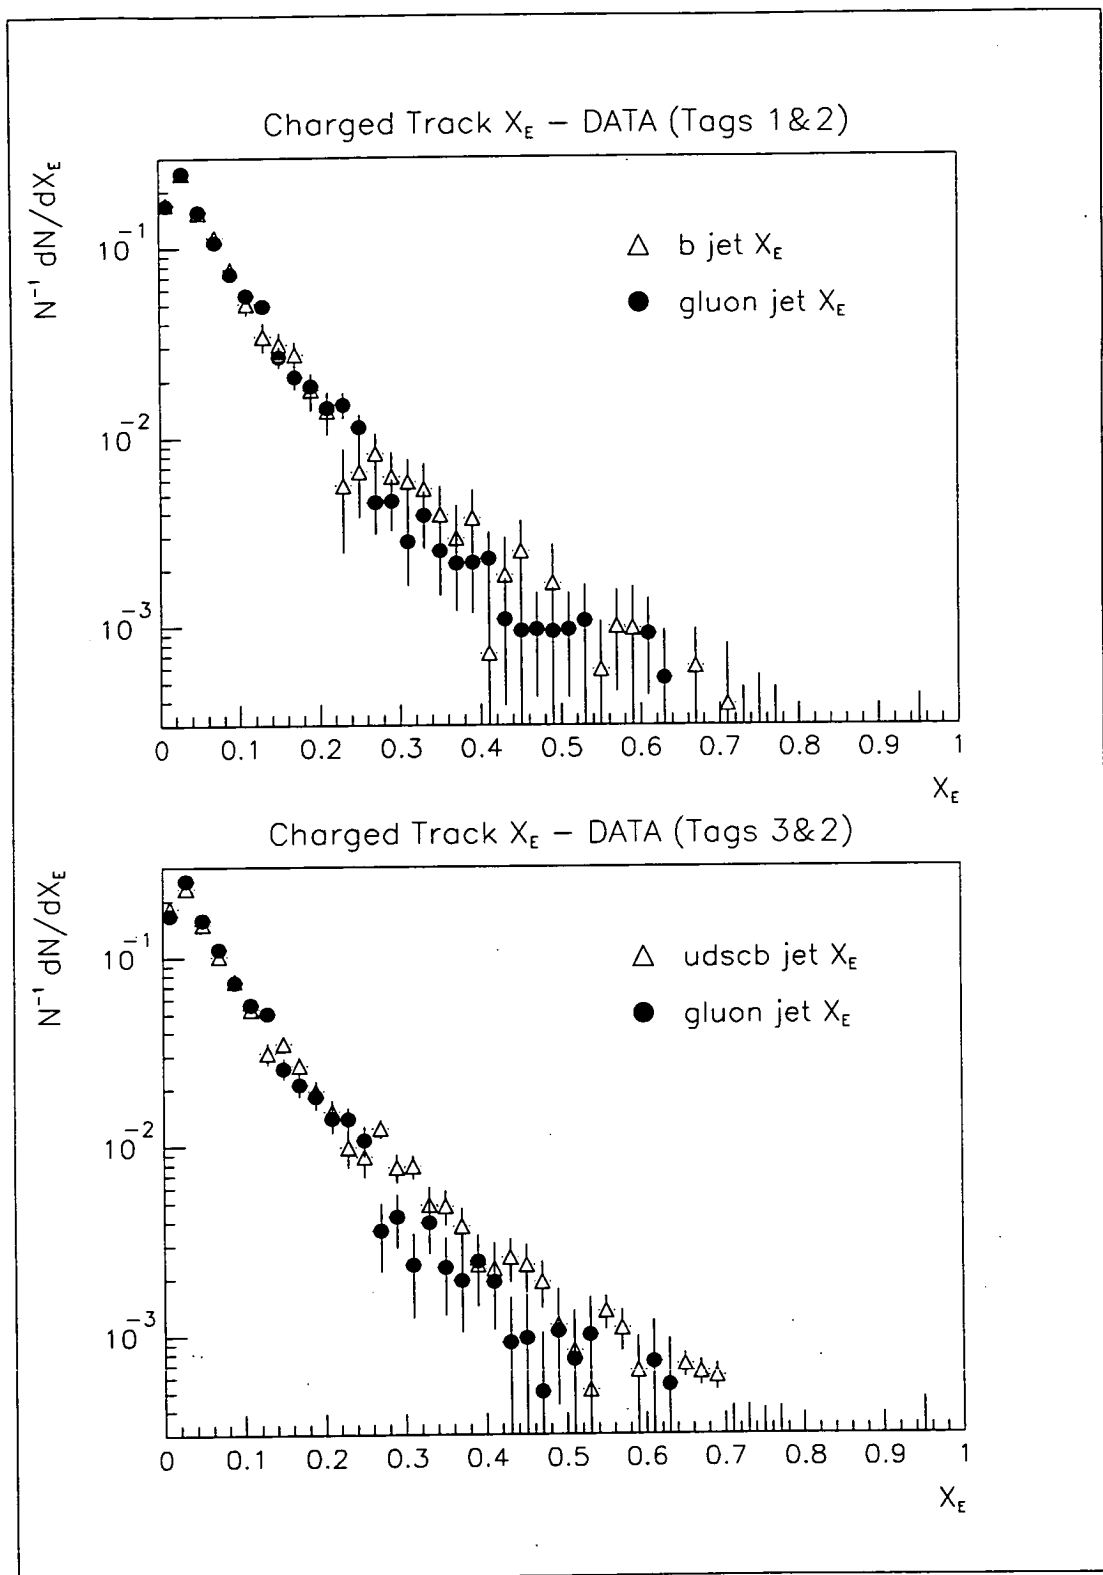 Charged Track X_E – DATA (Tags 1&2)
N⁻¹ dN/dX_E
10⁻¹
10⁻²
10⁻³
b jet X_E
gluon jet X_E
0 0.1 0.2 0.3 0.4 0.5 0.6 0.7 0.8 0.9 1
X_E
Charged Track X_E – DATA (Tags 3&2)
N⁻¹ dN/dX_E
10⁻¹
10⁻²
10⁻³
udscb jet X_E
gluon jet X_E
0 0.1 0.2 0.3 0.4 0.5 0.6 0.7 0.8 0.9 1
X_E